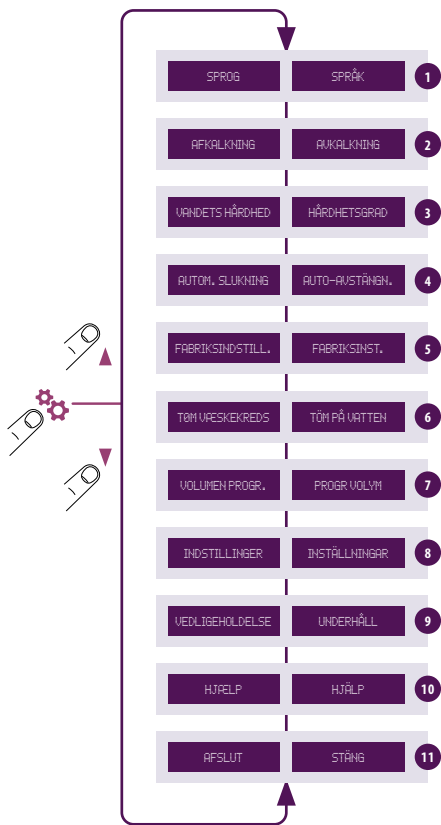 SPROG SPRÅK 1
AFKALKNING AVKALKNING 2
VANDETS HÅRDHED HÅRDHETSGRAD 3
AUTOM. SLUKNING AUTO-AVSTÄNGN. 4
FABRIKSINDSTILL. FABRIKSINST. 5
TØM VÆSKEKREDS TÖM PÅ VATTEN 6
VOLUMEN PROGR. PROGR VOLYM 7
INDSTILLINGER INSTÄLLNINGAR 8
VEDLIGEHOLDELSE UNDERHÅLL 9
HJÆLP HJÄLP 10
AFSLUT STÄNG 11